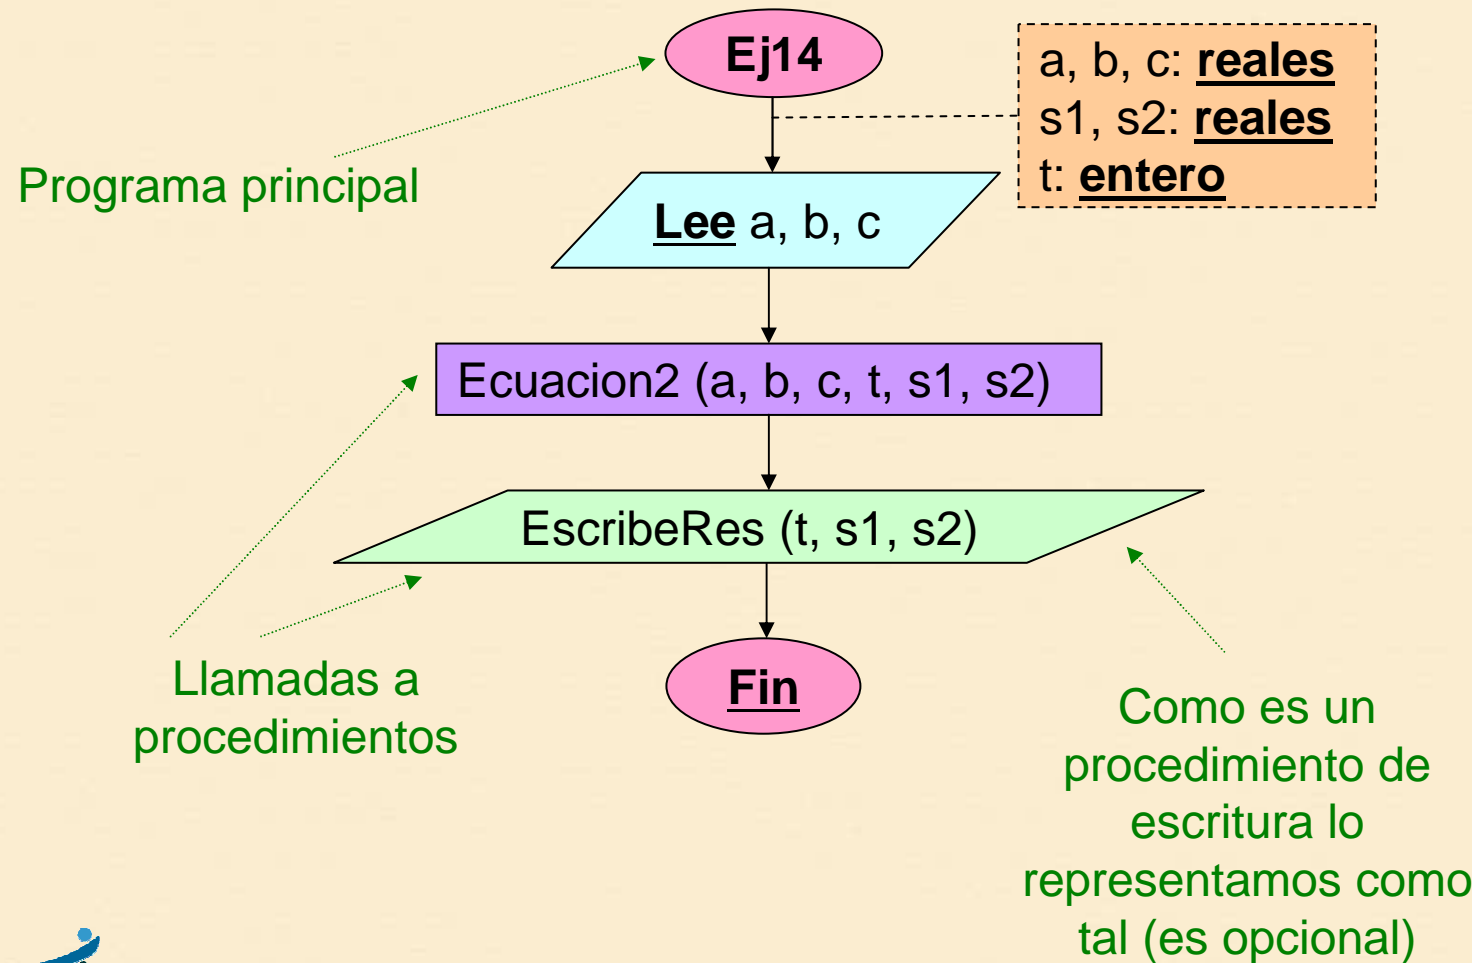 Ej14
a, b, c: reales
s1, s2: reales
t: entero
Programa principal
Lee a, b, c
Ecuacion2 (a, b, c, t, s1, s2)
EscribeRes (t, s1, s2)
Llamadas a
procedimientos
Fin
Como es un
procedimiento de
escritura lo
representamos como
tal (es opcional)